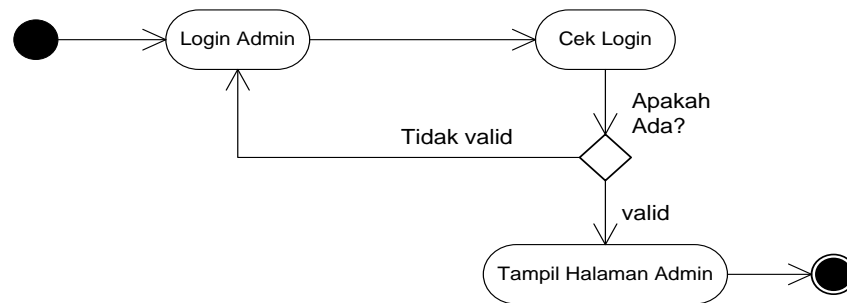 Login Admin
Cek Login
Apakah
Ada?
Tidak valid
valid
Tampil Halaman Admin